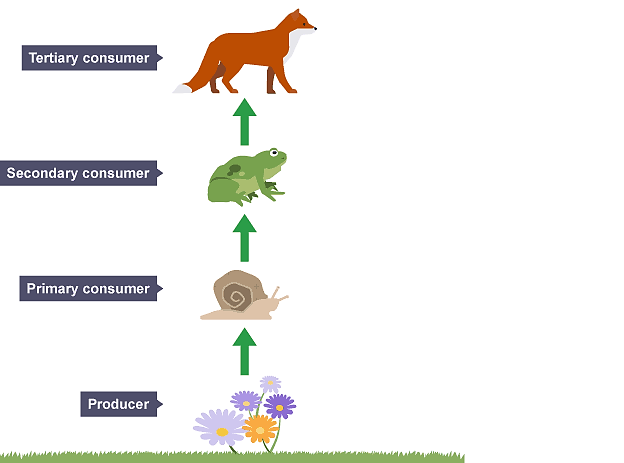 Tertiary consumer
Secondary consumer
Primary consumer
Producer